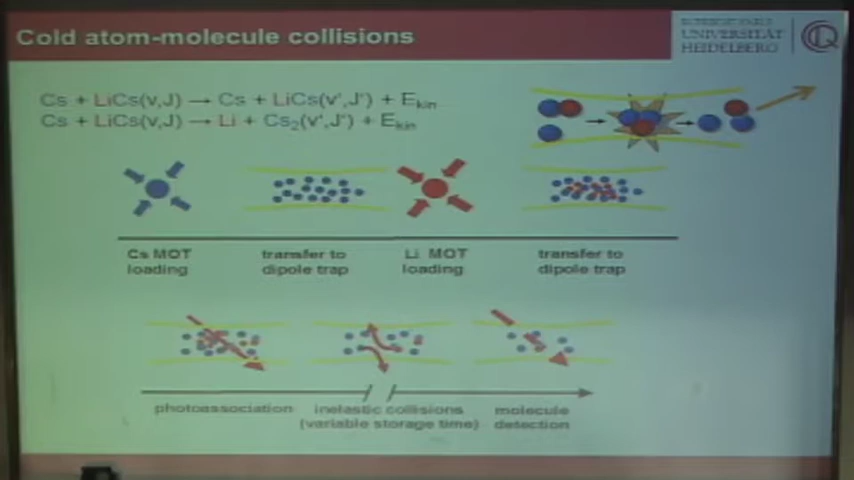 Cold atom-molecule collisions
RUPRECHT-KARLS-
UNIVERSITÄT
HEIDELBERG
Cs + LiCs(v,J) → Cs + LiCs(v',J') + Ekin
Cs + LiCs(v,J) → Li + Cs2(v',J') + Ekin
Cs MOT loading
transfer to dipole trap
Li MOT loading
transfer to dipole trap
photoassociation
inelastic collisions
(variable storage time)
molecule detection